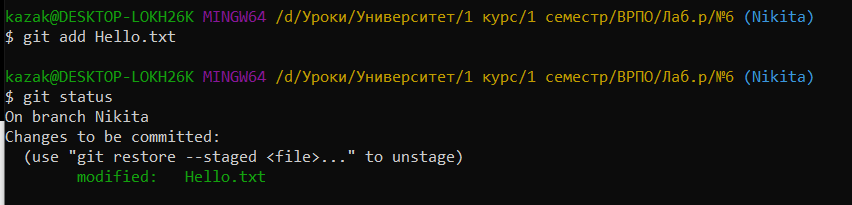 kazak@DESKTOP-LOKH26K MINGW64 /d/Уроки/Университет/1 курс/1 семестр/ВРПО/Лаб.р/№6 (Nikita)
$ git add Hello.txt
kazak@DESKTOP-LOKH26K MINGW64 /d/Уроки/Университет/1 курс/1 семестр/ВРПО/Лаб.р/№6 (Nikita)
$ git status
On branch Nikita
Changes to be committed:
  (use "git restore --staged <file>..." to unstage)
        modified:   Hello.txt